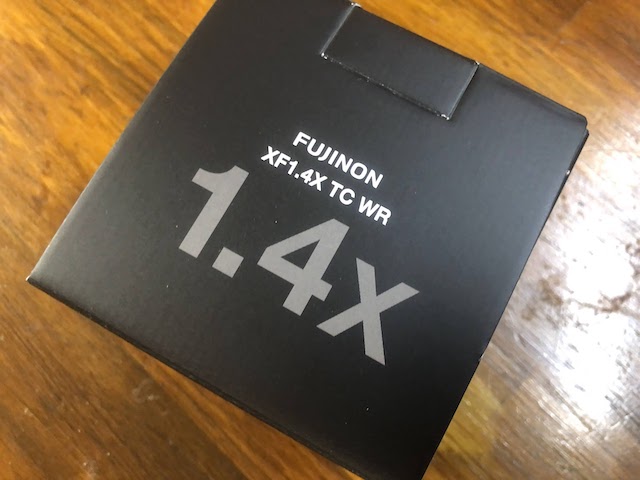 FUJINON
XF1.4X TC WR
1.4X